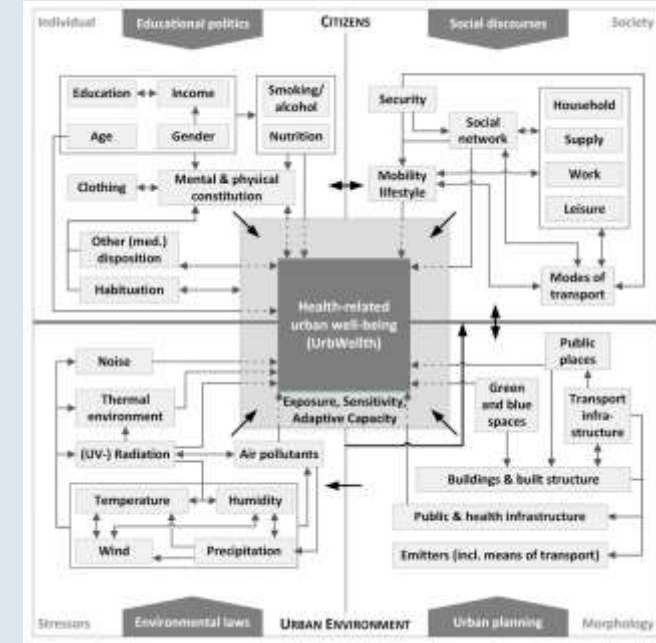 Individual
Educational politics
CITIZENS
Social discourses
Society
Education
Income
Age
Gender
Smoking/
alcohol
Nutrition
Clothing
Mental & physical
constitution
Other (med.)
disposition
Habituation
Security
Social
network
Mobility
lifestyle
Household
Supply
Work
Leisure
Modes of
transport
Health-related
urban well-being
(UrbWellth)
Exposure, Sensitivity,
Adaptive Capacity
Noise
Thermal
environment
(UV-) Radiation
Air pollutants
Temperature
Humidity
Wind
Precipitation
Public
places
Green
and blue
spaces
Transport
infra-
structure
Buildings & built structure
Public & health infrastructure
Emitters (incl. means of transport)
Stressors
Environmental laws
URBAN ENVIRONMENT
Urban planning
Morphology